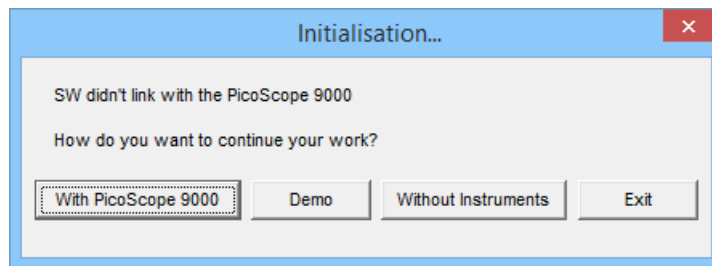 Initialisation...
SW didn't link with the PicoScope 9000
How do you want to continue your work?
With PicoScope 9000 Demo Without Instruments Exit